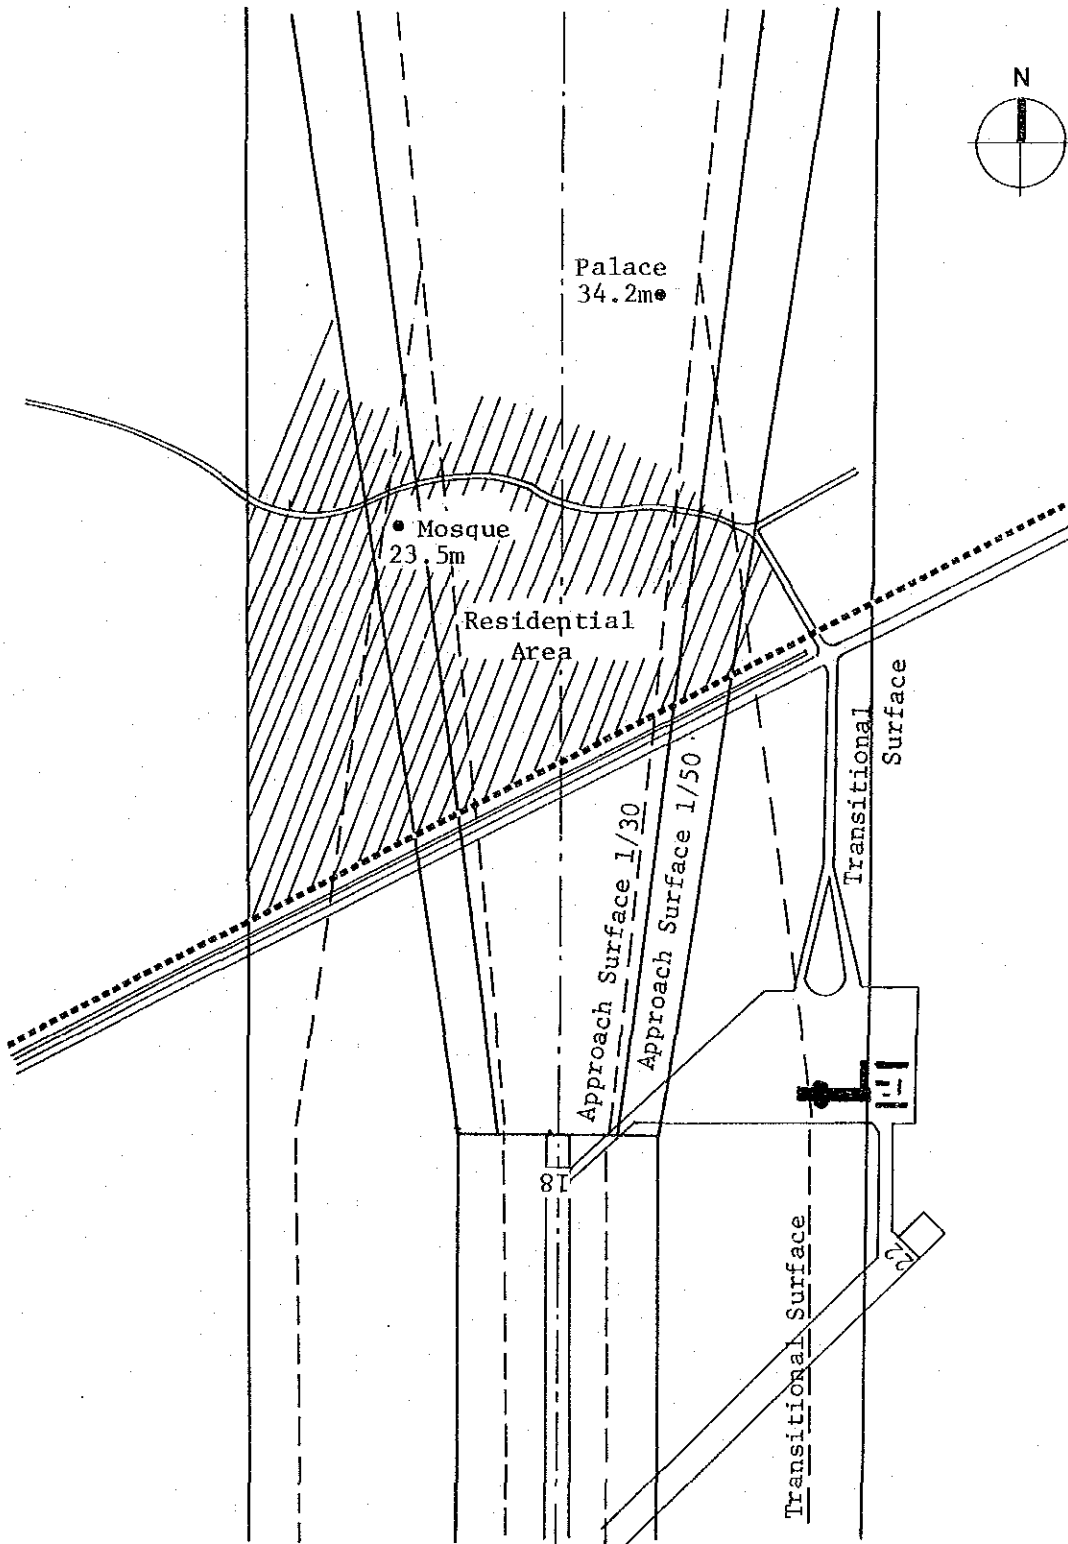 N
Palace
34.2m
Mosque
23.5m
Residential
Area
Transitional
Surface
Approach Surface 1/30
Approach Surface 1/50
18
22
Transitional Surface